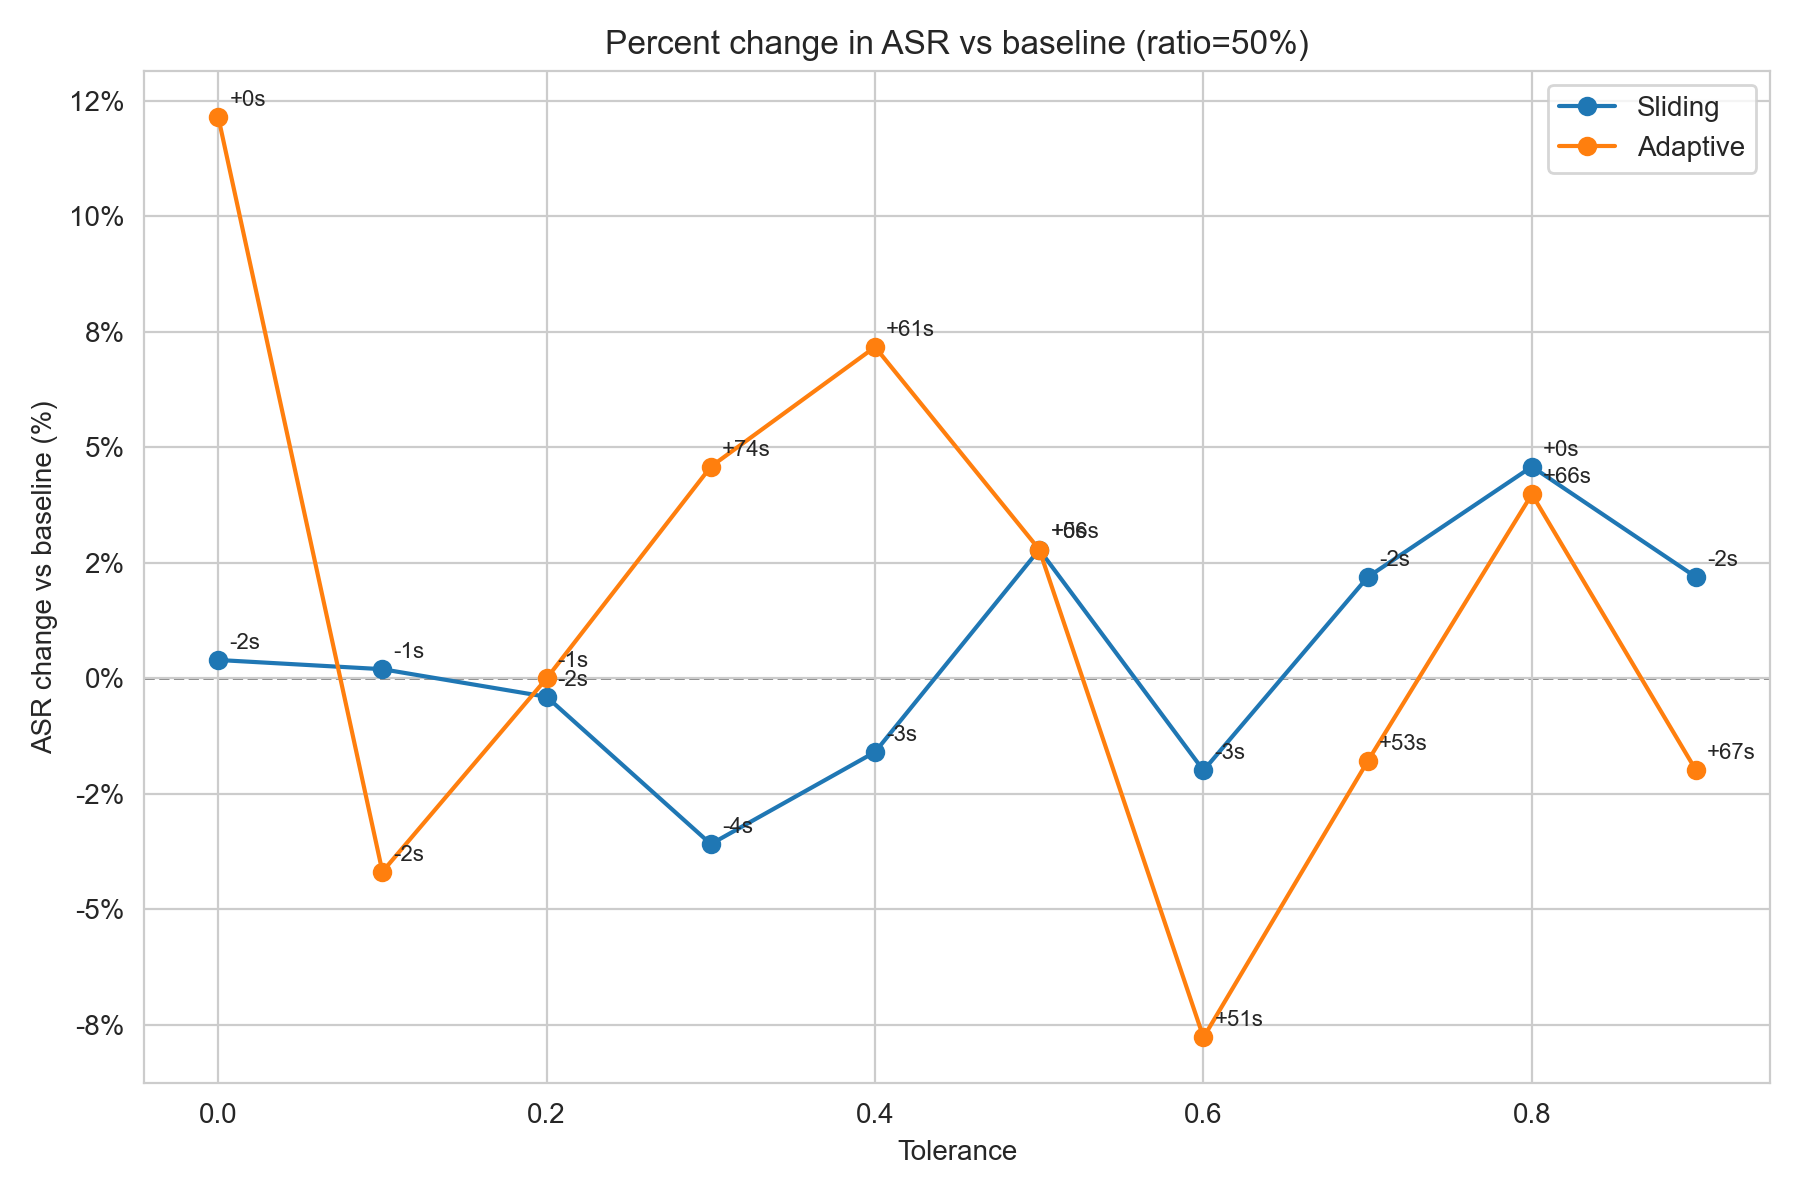 Percent change in ASR vs baseline (ratio=50%)
Sliding
Adaptive
ASR change vs baseline (%)
12%
10%
8%
5%
2%
0%
-2%
-5%
-8%
+0s
-2s
-1s
-2s
-1s
-2s
+74s
-4s
+61s
-3s
-3s
+51s
-2s
+53s
+0s
+66s
-2s
+67s
0.0
0.2
0.4
0.6
0.8
Tolerance